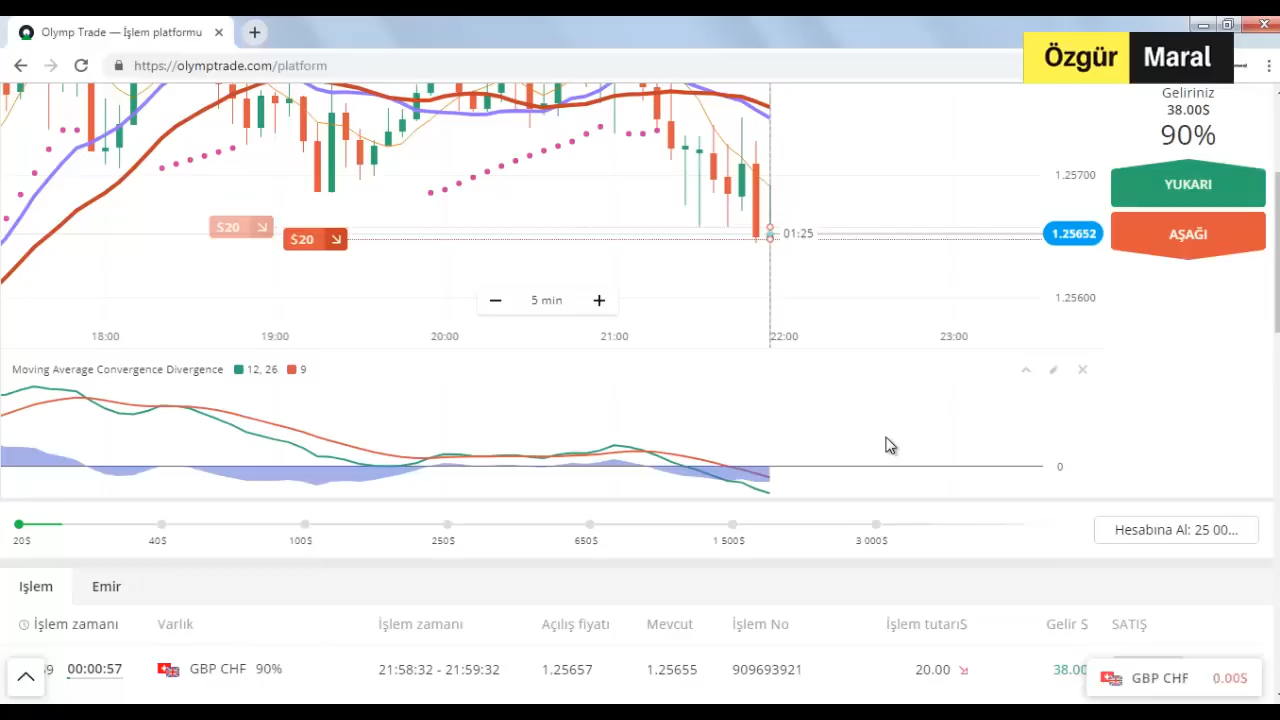 Olymp Trade — İşlem platformu
https://olymptrade.com/platform
Özgür Maral
Geliriniz
38.00$
90%
YUKARI
AŞAĞI
1.25700
1.25652
1.25600
$20
$20
01:25
5 min
18:00 19:00 20:00 21:00 22:00 23:00
Moving Average Convergence Divergence 12, 26 9
0
20$ 40$ 100$ 250$ 650$ 1 500$ 3 000$
Hesabına Al: 25 00...
Işlem Emir
İşlem zamanı Varlık İşlem zamanı Açılış fiyatı Mevcut İşlem No İşlem tutarı$ Gelir $ SATIŞ
00:00:57 GBP CHF 90% 21:58:32 - 21:59:32 1.25657 1.25655 909693921 20.00 38.00
GBP CHF 0.00$